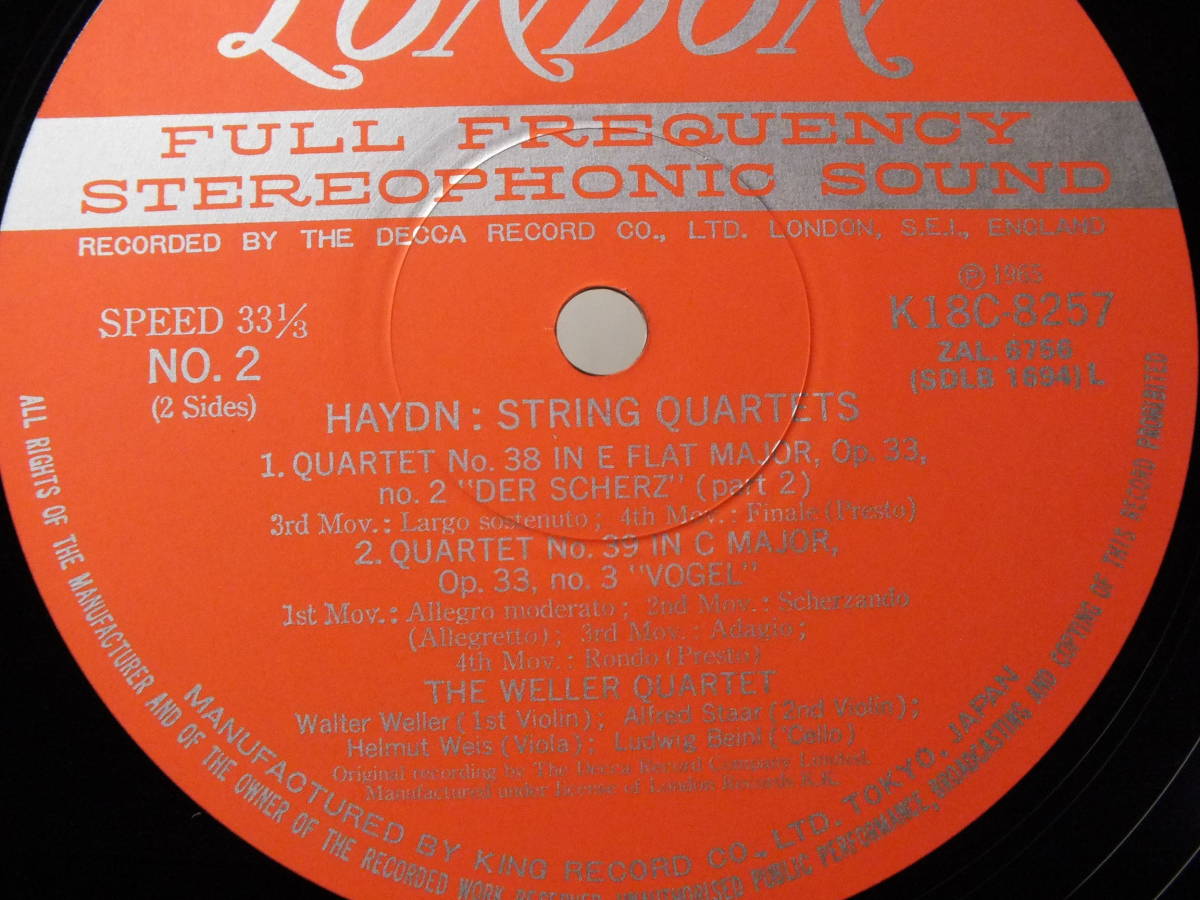 LONDON
FULL FREQUENCY
STEREOPHONIC SOUND
RECORDED BY THE DECCA RECORD CO., LTD. LONDON, S.E.I., ENGLAND
SPEED 33⅓
NO. 2
(2 Sides)
Ⓟ 1965
K18C-8257
ZAL. 6756
(SDLB 1694) L
HAYDN : STRING QUARTETS
1. QUARTET No. 38 IN E FLAT MAJOR, Op. 33,
no. 2 "DER SCHERZ" (part 2)
3rd Mov.: Largo sostenuto ; 4th Mov.: Finale (Presto)
2. QUARTET No. 39 IN C MAJOR,
Op. 33, no. 3 "VOGEL"
1st Mov.: Allegro moderato ; 2nd Mov.: Scherzando
(Allegretto) ; 3rd Mov.: Adagio ;
4th Mov.: Rondo (Presto)
THE WELLER QUARTET
Walter Weller (1st Violin) ; Alfred Staar (2nd Violin) ;
Helmut Weis (Viola) ; Ludwig Beinl ('Cello)
Original recording by The Decca Record Company Limited.
Manufactured under license of London Records K.K.
MANUFACTURED BY KING RECORD CO., LTD. TOKYO, JAPAN
ALL RIGHTS OF THE MANUFACTURER AND OF THE OWNER OF THE RECORDED WORK RESERVED UNAUTHORISED PUBLIC PERFORMANCE, BROADCASTING AND COPYING OF THIS RECORD PROHIBITED